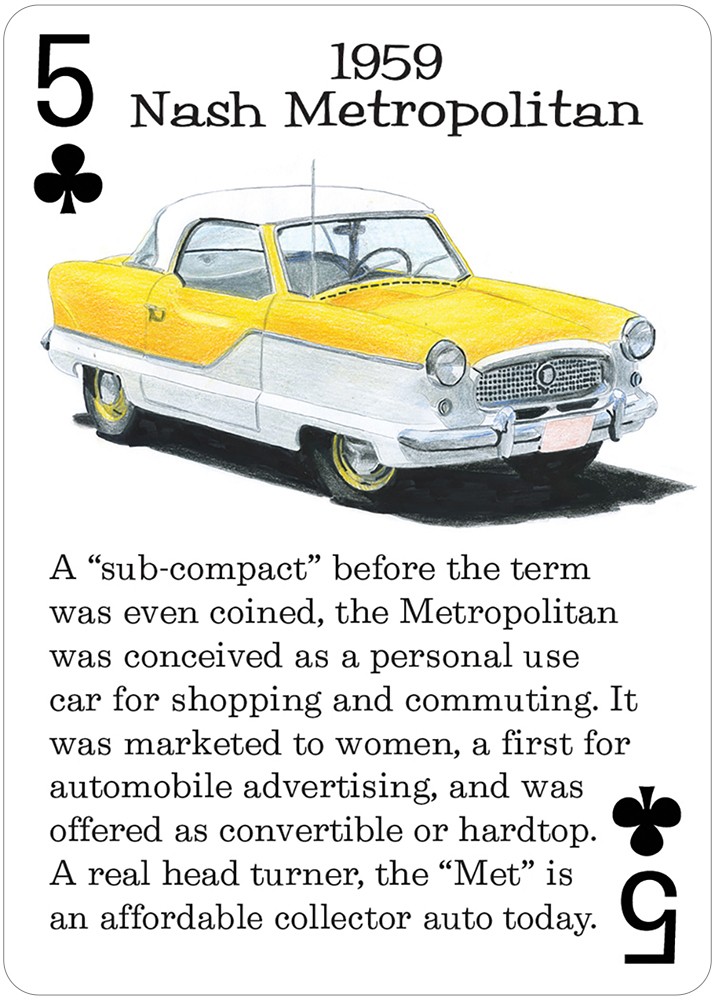 5
1959
Nash Metropolitan
A “sub-compact” before the term
was even coined, the Metropolitan
was conceived as a personal use
car for shopping and commuting. It
was marketed to women, a first for
automobile advertising, and was
offered as convertible or hardtop.
A real head turner, the “Met” is
an affordable collector auto today.
5